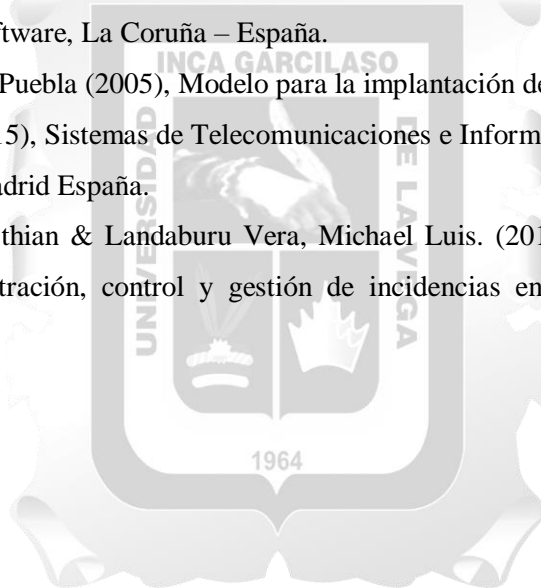 ftware, La Coruña – España.
Puebla (2005), Modelo para la implantación de
15), Sistemas de Telecomunicaciones e Inform
adrid España.
thian & Landaburu Vera, Michael Luis. (201
tración, control y gestión de incidencias en
INCA GARCILASO
UNIVERSIDAD
DE LA VEGA
1964